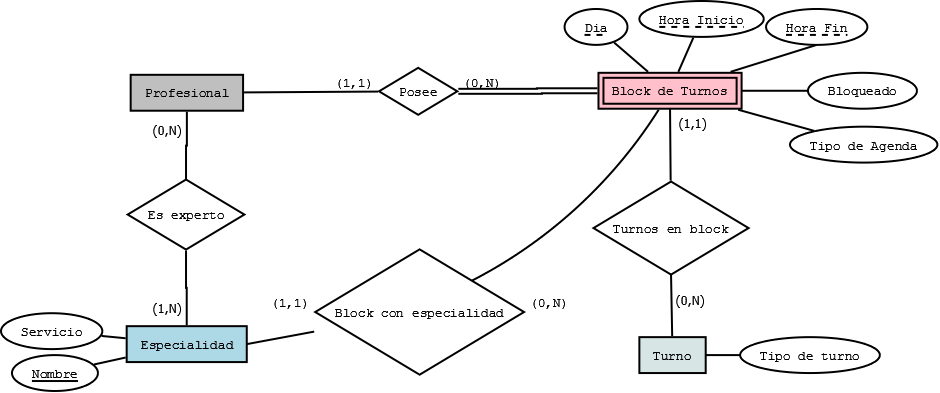 Dia
Hora Inicio
Hora Fin
Profesional
(1,1)
Posee
(0,N)
Block de Turnos
Bloqueado
(0,N)
(1,1)
Tipo de Agenda
Es experto
Turnos en block
(1,N)
(1,1)
Block con especialidad
(0,N)
(0,N)
Servicio
Especialidad
Nombre
Turno
Tipo de turno